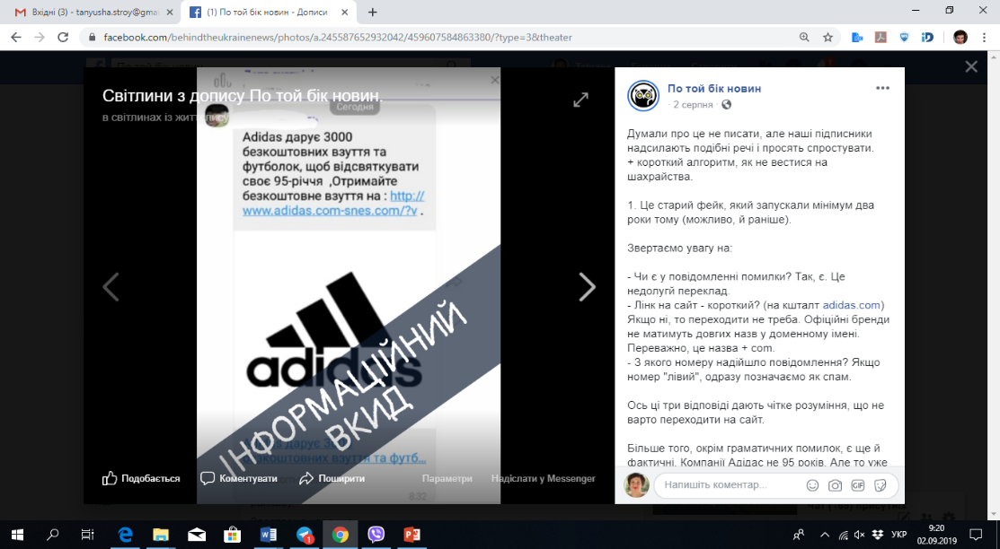 Вхідні (3) - tanyusha.stroy@gmai
(1) По той бік новин - Дописи
facebook.com/behindtheukrainenews/photos/a.245587652932042/459607584863380/?type=3&theater
Світлини з допису По той бік новин.
в світлинах із життєпису
Сегодня
Adidas дарує 3000
безкоштовних взуття та
футболок, щоб відсвяткувати
своє 95-річчя ,Отримайте
безкоштовне взуття на : http://
www.adidas.com-snes.com/?v .
adidas
ІНФОРМАЦІЙНИЙ
ВКИД
Adidas дарує 3000
безкоштовних взуття та футб...
8:32
Подобається
Коментувати
Поширити
Параметри
Надіслати у Messenger
По той бік новин
· 2 серпня ·
Думали про це не писати, але наші підписники
надсилають подібні речі і просять спростувати.
+ короткий алгоритм, як не вестися на
шахрайства.
1. Це старий фейк, який запускали мінімум два
роки тому (можливо, й раніше).
Звертаємо увагу на:
- Чи є у повідомленні помилки? Так, є. Це
недолугй переклад.
- Лінк на сайт - короткий? (на кшталт adidas.com)
Якщо ні, то переходити не треба. Офіційні бренди
не матимуть довгих назв у доменному імені.
Переважно, це назва + com.
- З якого номеру надійшло повідомлення? Якщо
номер "лівий", одразу позначаємо як спам.
Ось ці три відповіді дають чітке розуміння, що не
варто переходити на сайт.
Більше того, окрім граматичних помилок, є ще й
фактичні. Компанії Адідас не 95 років. Але то уже
Напишіть коментар...
GIF
УКР
9:20
02.09.2019